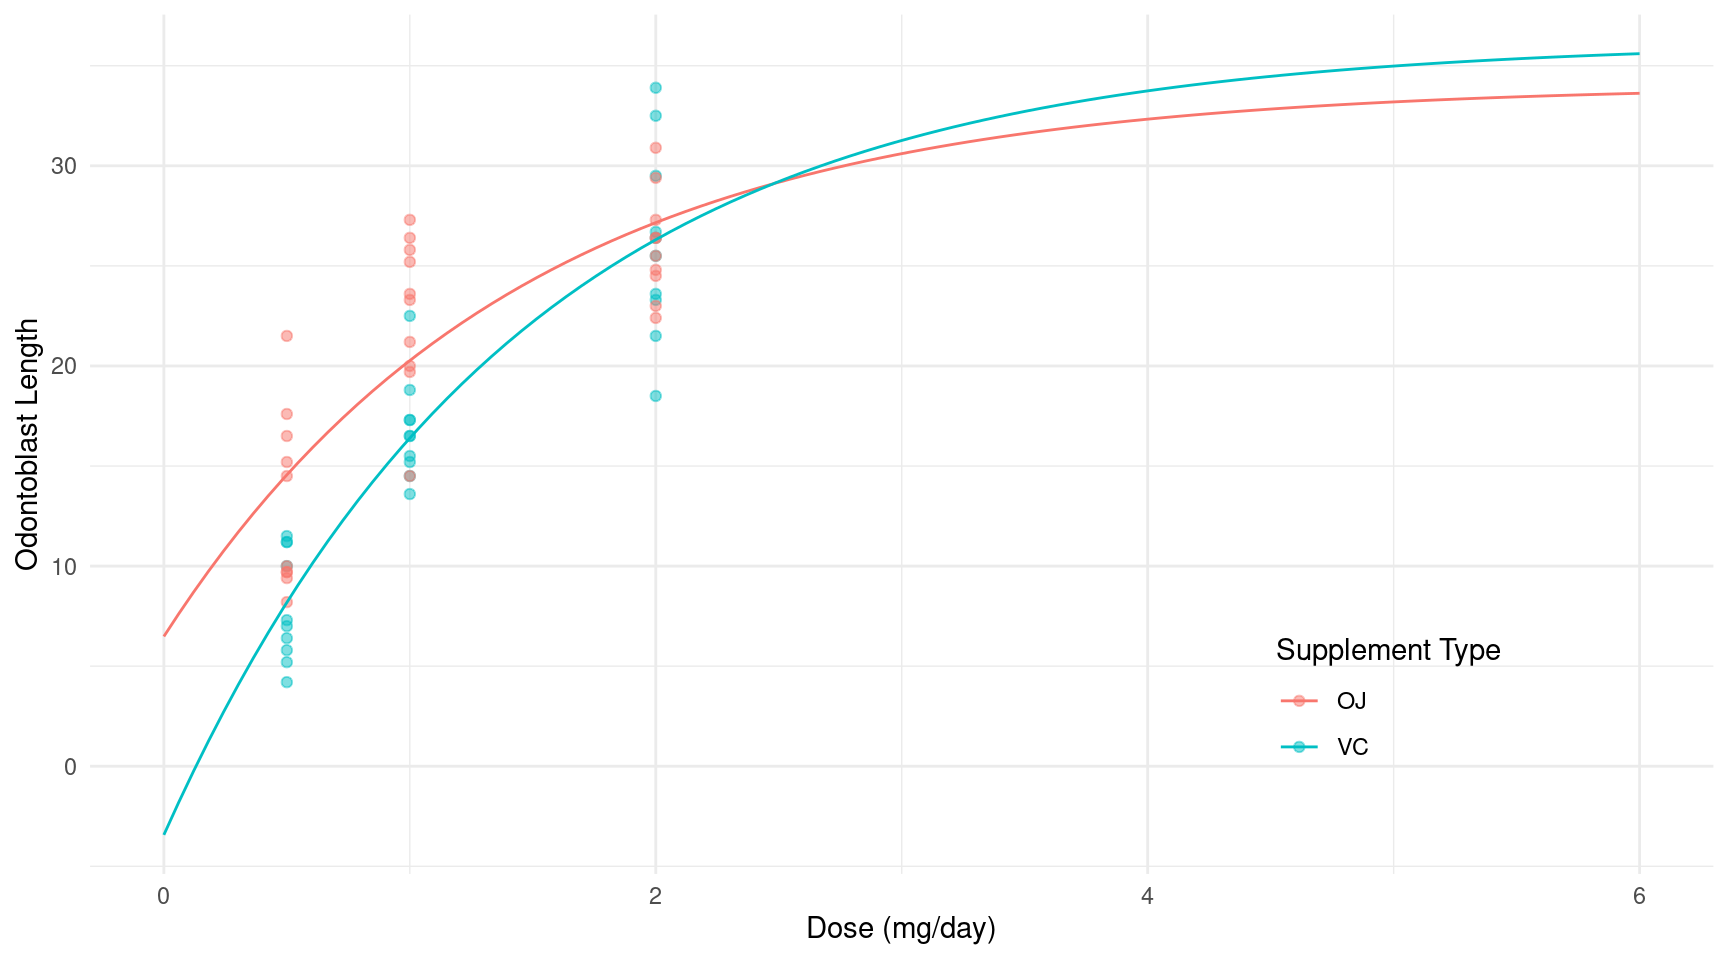 Odontoblast Length
30
20
10
0
0 2 4 6
Dose (mg/day)
Supplement Type
OJ
VC